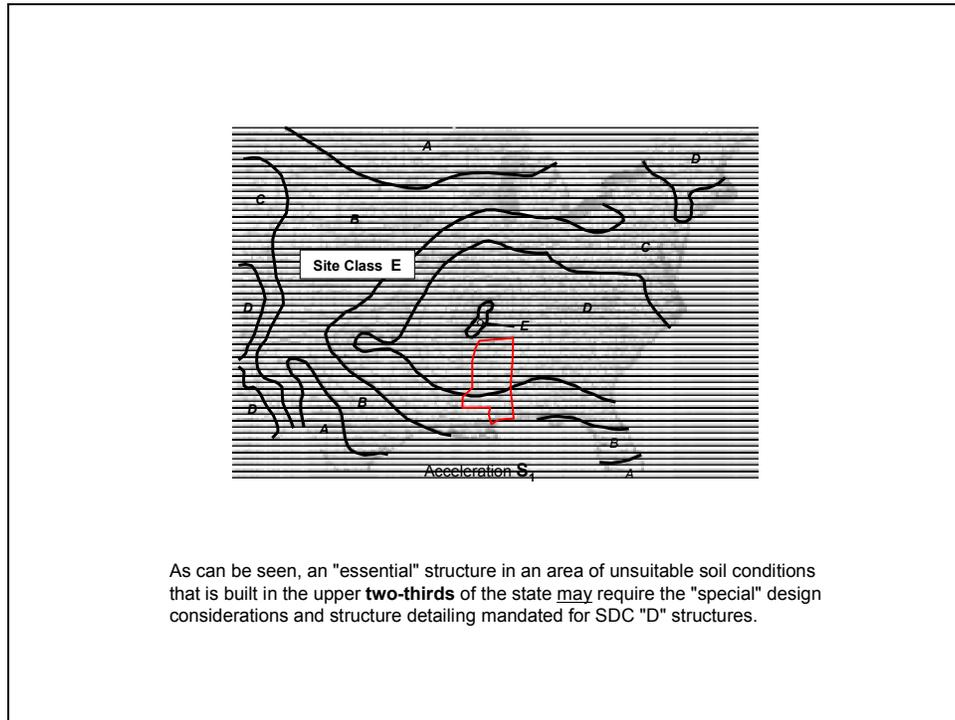 A
D
C
B
C
Site Class E
D
D
E
D
B
A
B
A
Acceleration S₁
As can be seen, an "essential" structure in an area of unsuitable soil conditions
that is built in the upper two-thirds of the state may require the "special" design
considerations and structure detailing mandated for SDC "D" structures.